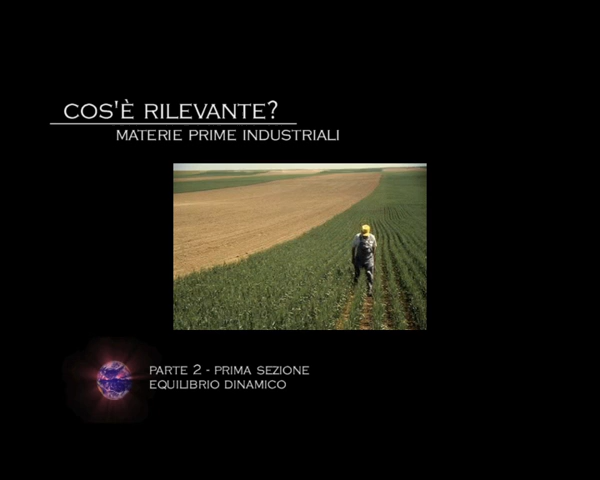 COS'È RILEVANTE?
MATERIE PRIME INDUSTRIALI
PARTE 2 - PRIMA SEZIONE
EQUILIBRIO DINAMICO